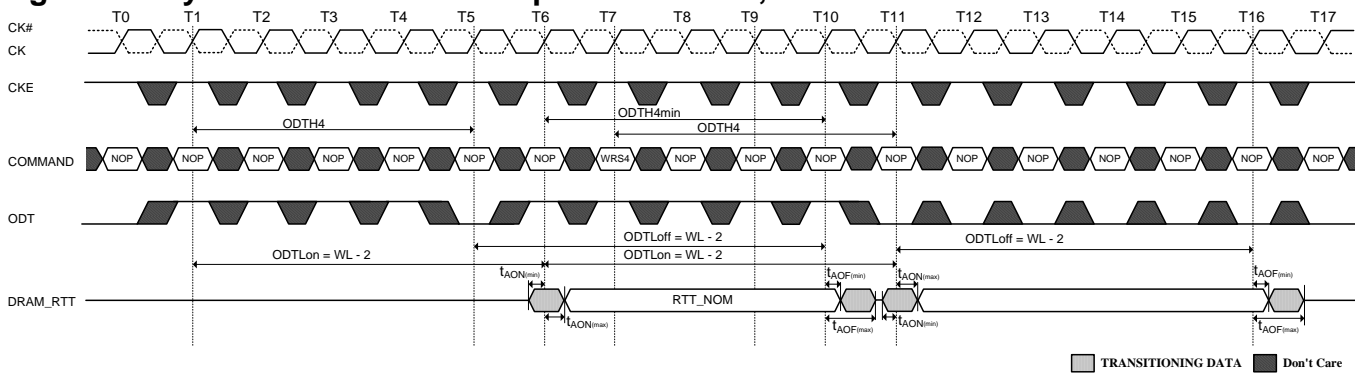 T0 T1 T2 T3 T4 T5 T6 T7 T8 T9 T10 T11 T12 T13 T14 T15 T16 T17
CK#
CK
CKE
ODTH4
ODTH4min
ODTH4
COMMAND NOP NOP NOP NOP NOP NOP NOP WRS4 NOP NOP NOP NOP NOP NOP NOP NOP NOP NOP
ODT
ODTLoff = WL - 2
ODTLoff = WL - 2
ODTLon = WL - 2
ODTLon = WL - 2
tAON(min)
tAOF(min)
tAON(max)
tAOF(min)
DRAM_RTT
RTT_NOM
tAON(max)
tAOF(max)
tAON(min)
tAOF(max)
TRANSITIONING DATA
Don't Care